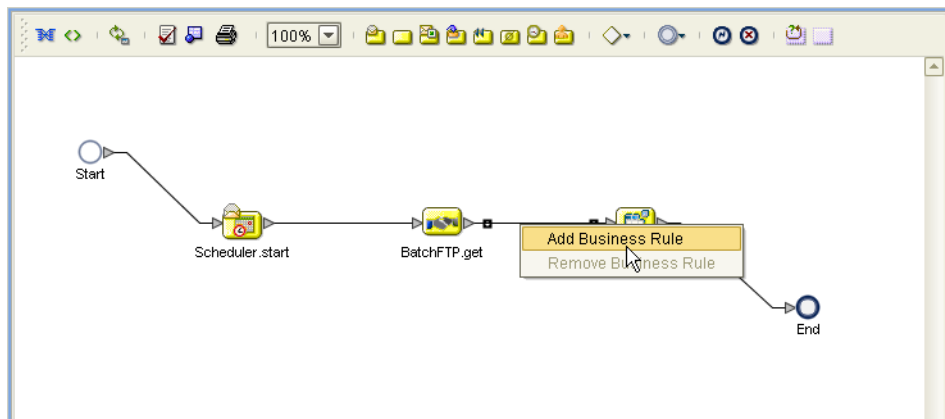 100%
Start
Scheduler.start
BatchFTP.get
Add Business Rule
Remove Business Rule
End